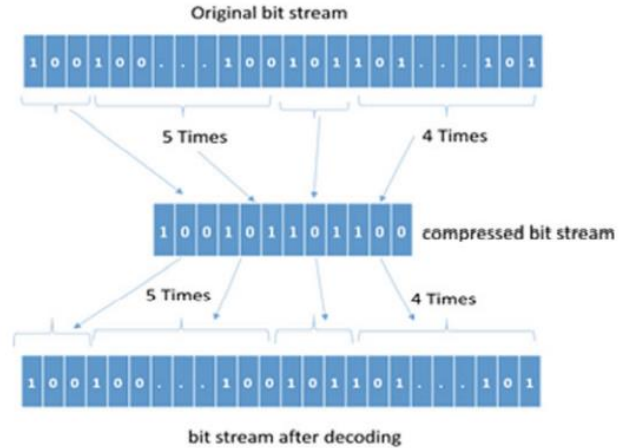 Original bit stream
1 0 0 1 0 0 . . . 1 0 0 1 0 1 1 0 1 . . . 1 0 1
5 Times 4 Times
1 0 0 1 0 1 1 0 1 1 0 0 compressed bit stream
5 Times 4 Times
1 0 0 1 0 0 . . . 1 0 0 1 0 1 1 0 1 . . . 1 0 1
bit stream after decoding